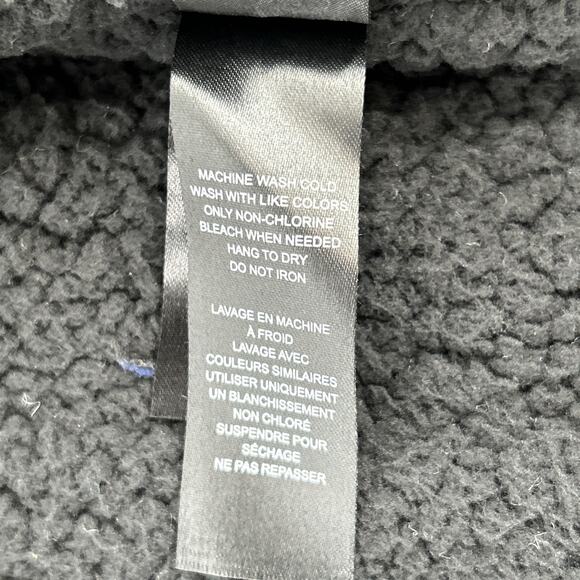 MACHINE WASH COLD
WASH WITH LIKE COLORS
ONLY NON-CHLORINE
BLEACH WHEN NEEDED
HANG TO DRY
DO NOT IRON
LAVAGE EN MACHINE
À FROID
LAVAGE AVEC
COULEURS SIMILAIRES
UTILISER UNIQUEMENT
UN BLANCHISSEMENT
NON CHLORÉ
SUSPENDRE POUR
SÉCHAGE
NE PAS REPASSER